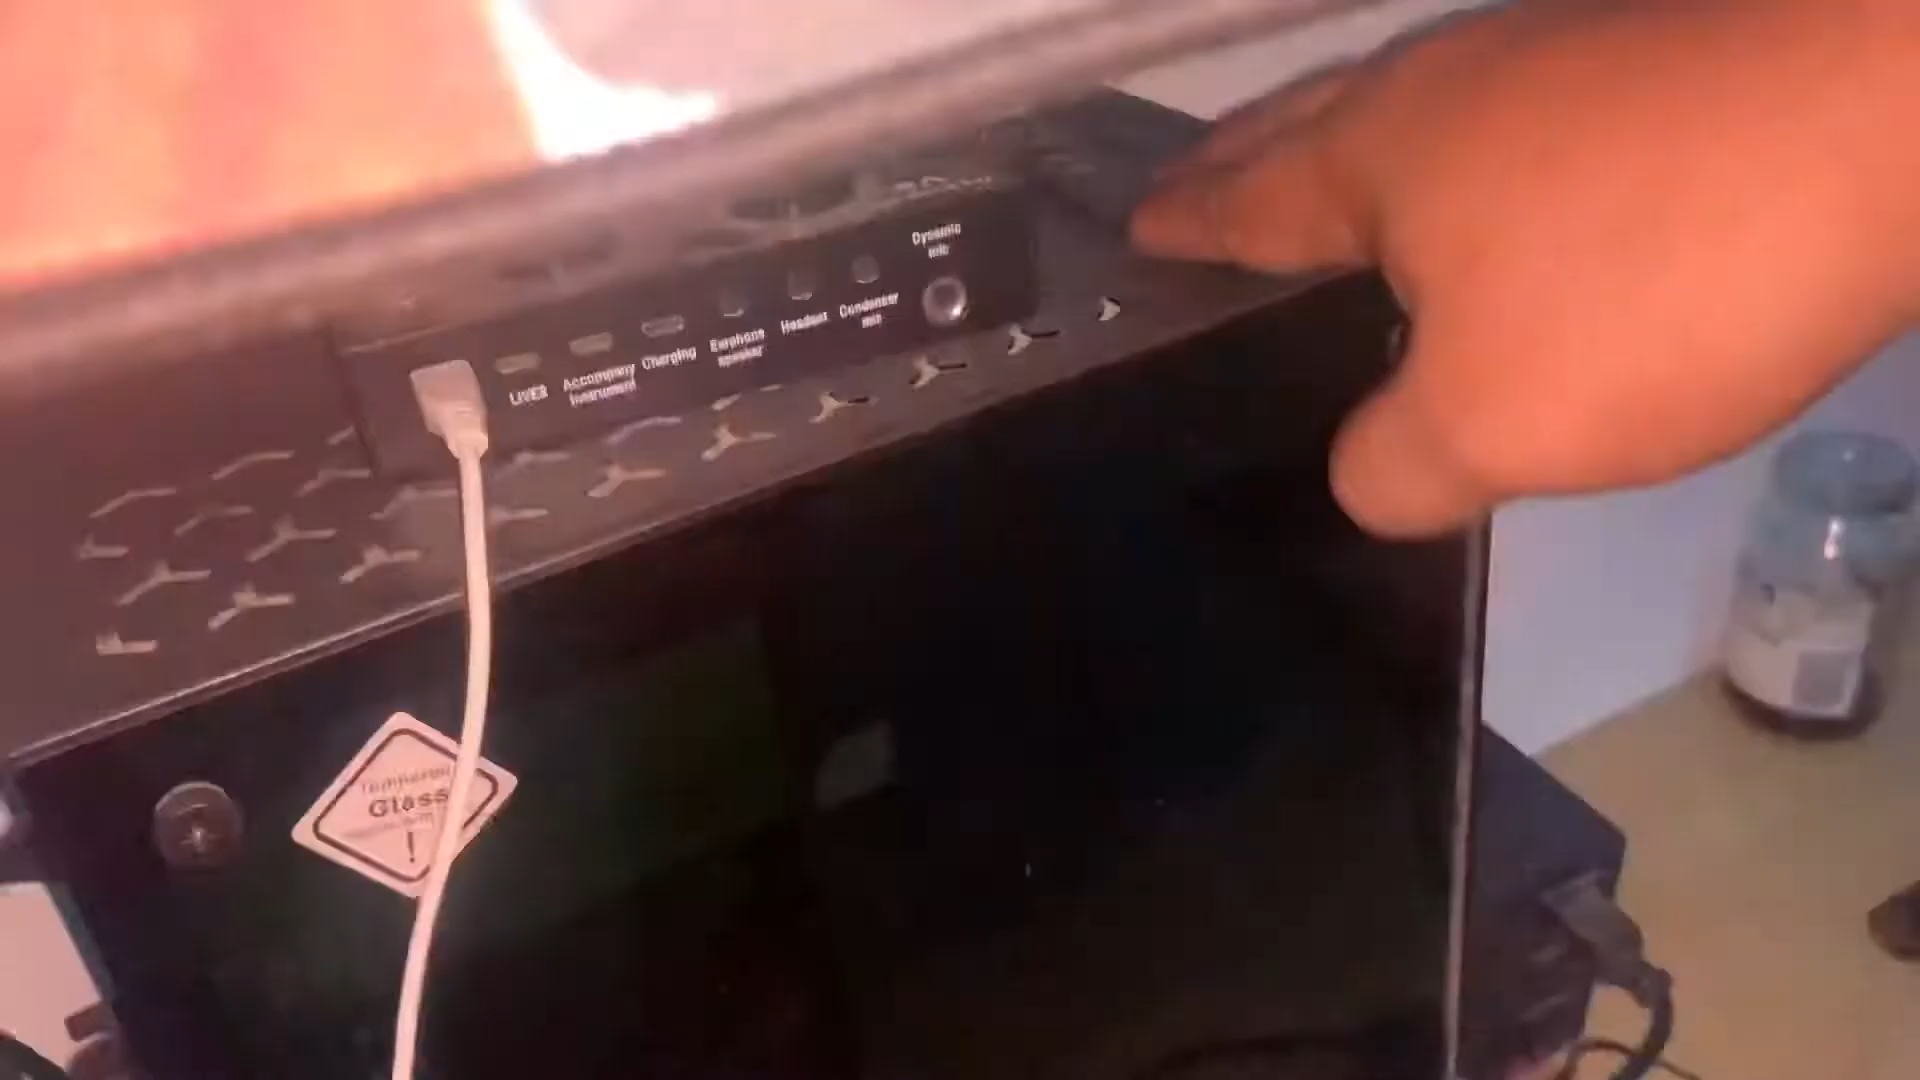 Dynamic
mic
LIVE3
Accompany
Instrument
Charging
Earphone
speaker
Headset
Condenser
mic
Tempered
Glass
!